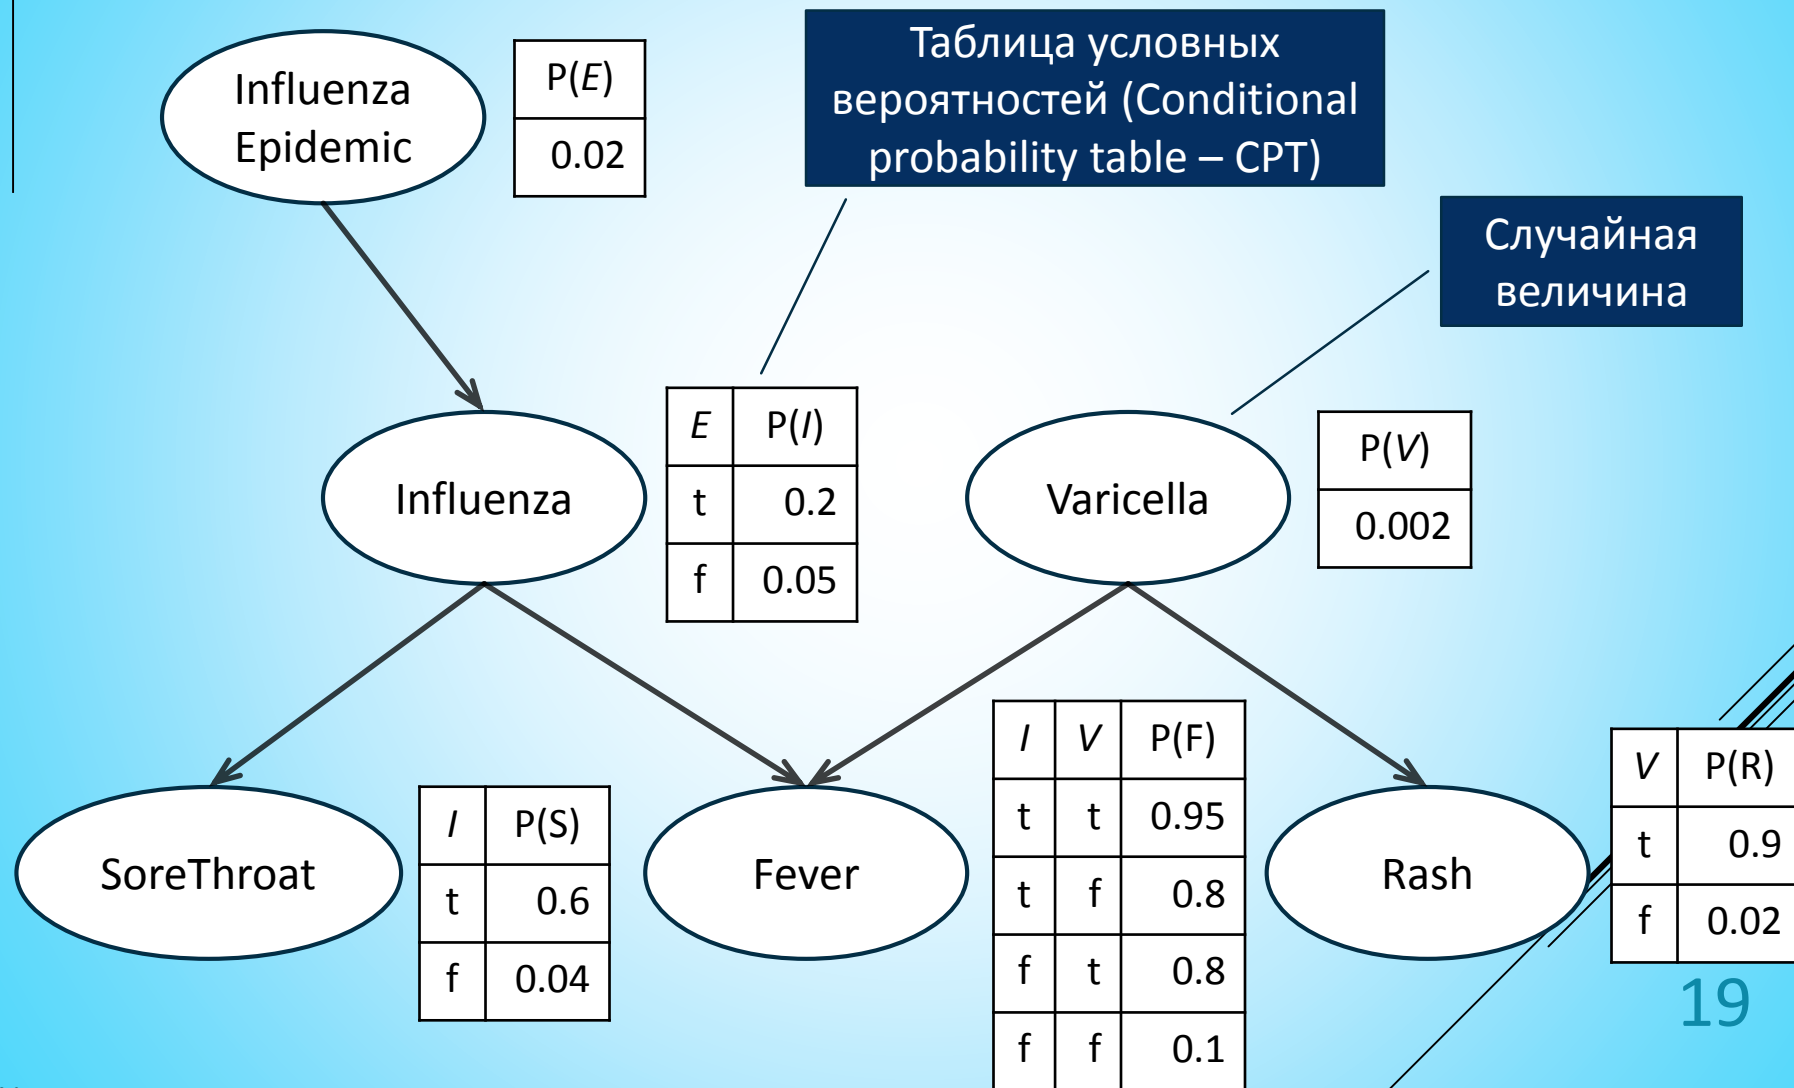 Influenza
Epidemic
P(E)
0.02
Таблица условных
вероятностей (Conditional
probability table – CPT)
Случайная
величина
Influenza
E P(I)
t 0.2
f 0.05
Varicella
P(V)
0.002
SoreThroat
I P(S)
t 0.6
f 0.04
Fever
I V P(F)
t t 0.95
t f 0.8
f t 0.8
f f 0.1
Rash
V P(R)
t 0.9
f 0.02
19